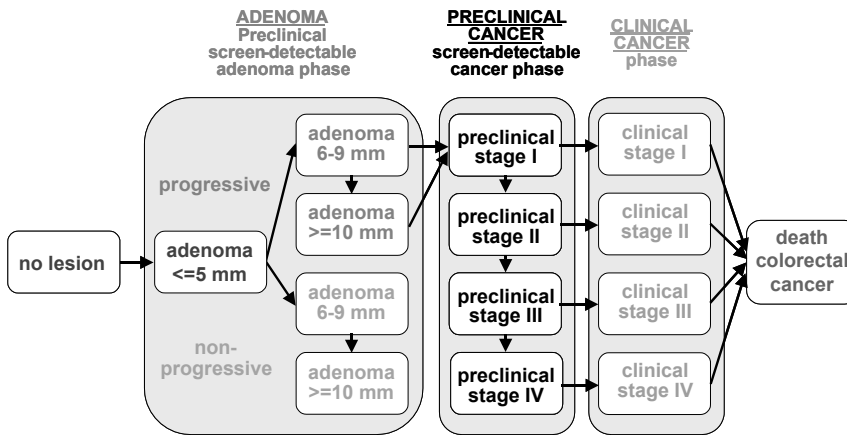 ADENOMA
Preclinical
screen-detectable
adenoma phase
PRECLINICAL
CANCER
screen-detectable
cancer phase
CLINICAL
CANCER
phase
no lesion
adenoma
<=5 mm
progressive
adenoma
6-9 mm
adenoma
>=10 mm
non-
progressive
adenoma
6-9 mm
adenoma
>=10 mm
preclinical
stage I
preclinical
stage II
preclinical
stage III
preclinical
stage IV
clinical
stage I
clinical
stage II
clinical
stage III
clinical
stage IV
death
colorectal
cancer